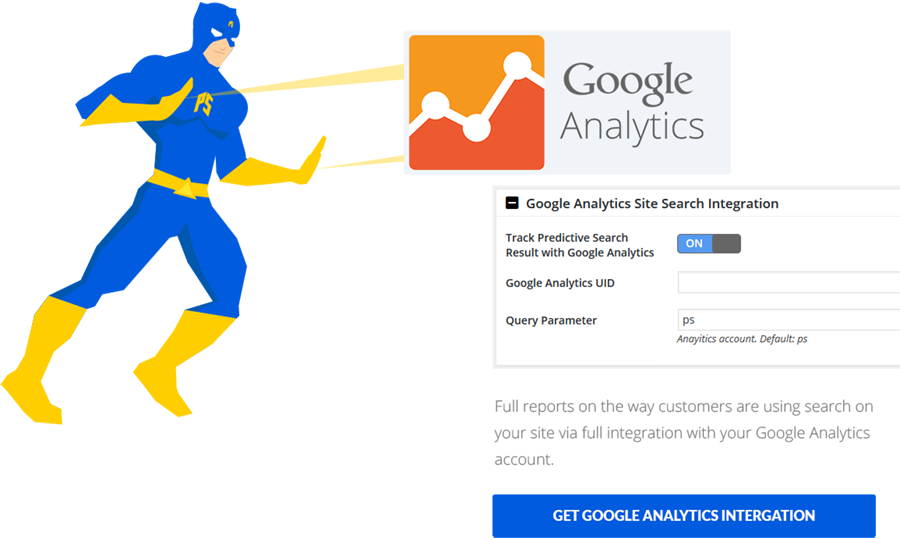 PS
PS
Google
Analytics
Google Analytics Site Search Integration
Track Predictive Search
Result with Google Analytics
ON
Google Analytics UID
Query Parameter
ps
Anayitics account. Default: ps
Full reports on the way customers are using search on
your site via full integration with your Google Analytics
account.
GET GOOGLE ANALYTICS INTERGATION